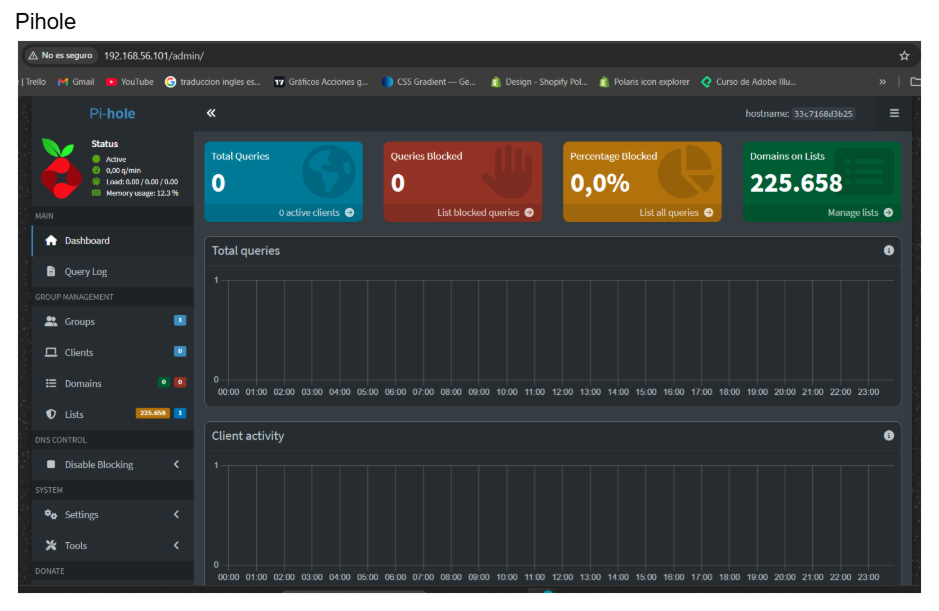 Pihole
No es seguro 192.168.56.101/admin/
| Trello Gmail YouTube traduccion ingles es... Gráficos Acciones g... CSS Gradient — Ge... Design - Shopify Pol... Polaris icon explorer Curso de Adobe Illu... »
Pi-hole
hostname: 33c7168d3b25
Status
Active
0,00 q/min
Load: 0.00 / 0.00 / 0.00
Memory usage: 12.3 %
Total Queries
0
0 active clients
Queries Blocked
0
List blocked queries
Percentage Blocked
0,0%
List all queries
Domains on Lists
225.658
Manage lists
MAIN
Dashboard
Query Log
GROUP MANAGEMENT
Groups 1
Clients 0
Domains 0 0
Lists 225.658 1
DNS CONTROL
Disable Blocking
SYSTEM
Settings
Tools
DONATE
Total queries
1
0
00:00 01:00 02:00 03:00 04:00 05:00 06:00 07:00 08:00 09:00 10:00 11:00 12:00 13:00 14:00 15:00 16:00 17:00 18:00 19:00 20:00 21:00 22:00 23:00
Client activity
1
0
00:00 01:00 02:00 03:00 04:00 05:00 06:00 07:00 08:00 09:00 10:00 11:00 12:00 13:00 14:00 15:00 16:00 17:00 18:00 19:00 20:00 21:00 22:00 23:00